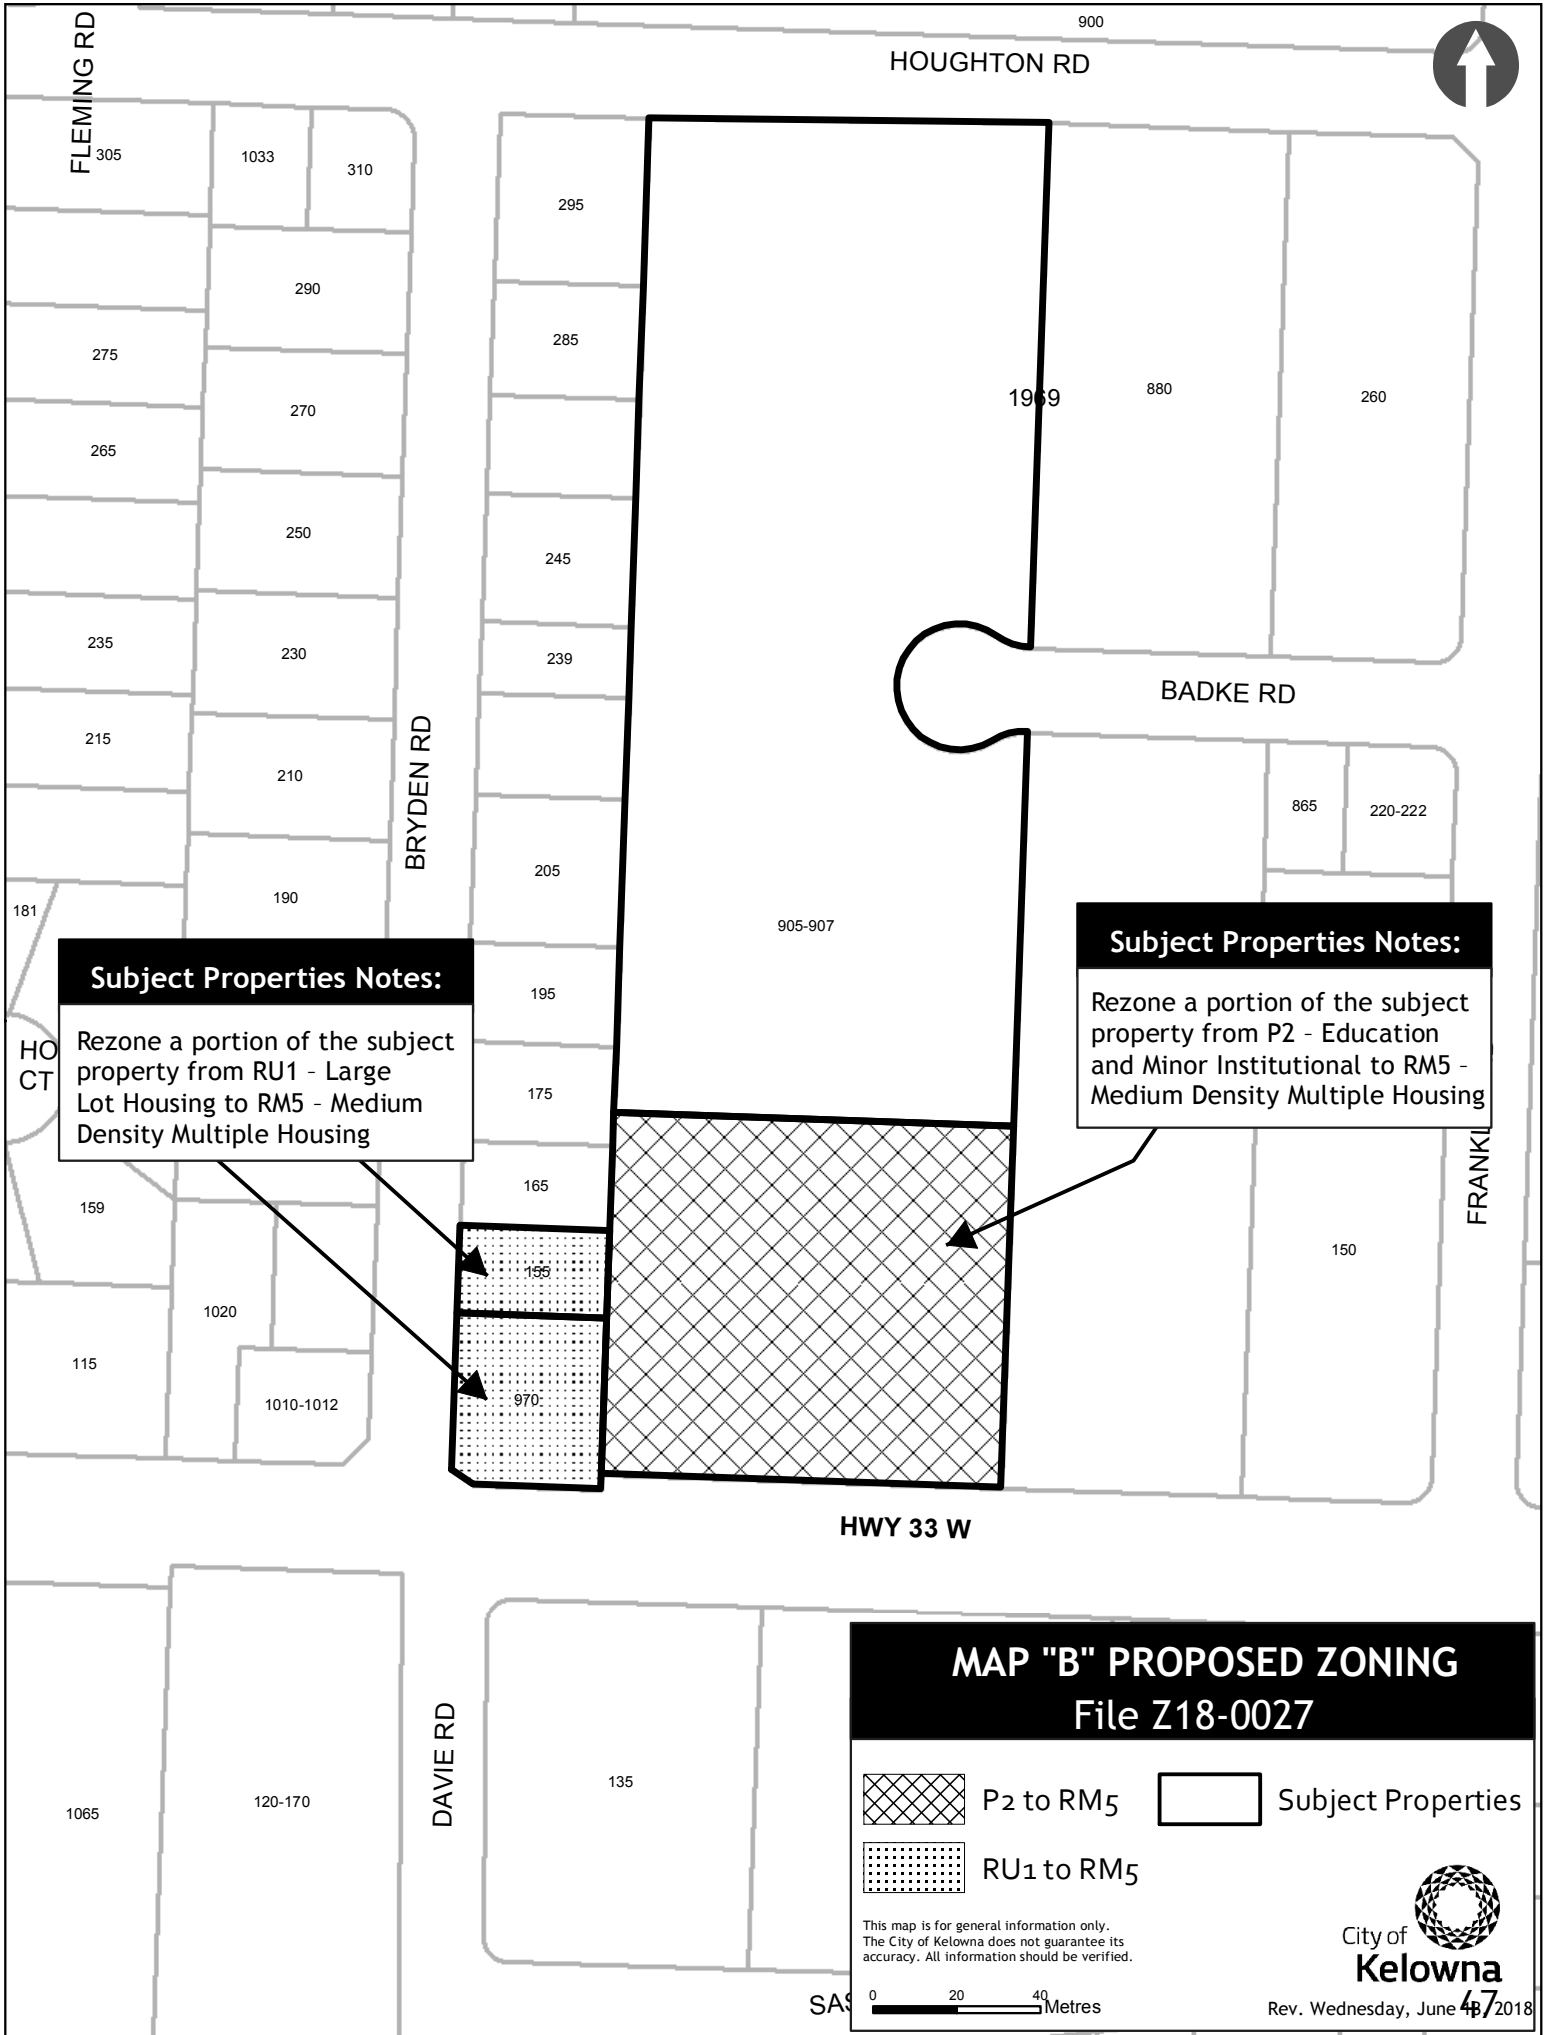 900
HOUGHTON RD
FLEMING RD
305
1033
310
295
290
285
275
270
1969
880
260
265
250
245
235
230
239
BADKE RD
215
BRYDEN RD
210
865
220-222
205
190
181
905-907
Subject Properties Notes:
Rezone a portion of the subject
property from P2 - Education
and Minor Institutional to RM5 -
Medium Density Multiple Housing
Subject Properties Notes:
Rezone a portion of the subject
property from RU1 - Large
Lot Housing to RM5 - Medium
Density Multiple Housing
195
HO
CT
175
165
FRANKL
159
150
155
1020
115
970
1010-1012
HWY 33 W
DAVIE RD
135
120-170
1065
MAP "B" PROPOSED ZONING
File Z18-0027
P2 to RM5
Subject Properties
RU1 to RM5
This map is for general information only.
The City of Kelowna does not guarantee its
accuracy. All information should be verified.
City of
Kelowna
0 20 40 Metres
SAS
47
Rev. Wednesday, June 2018